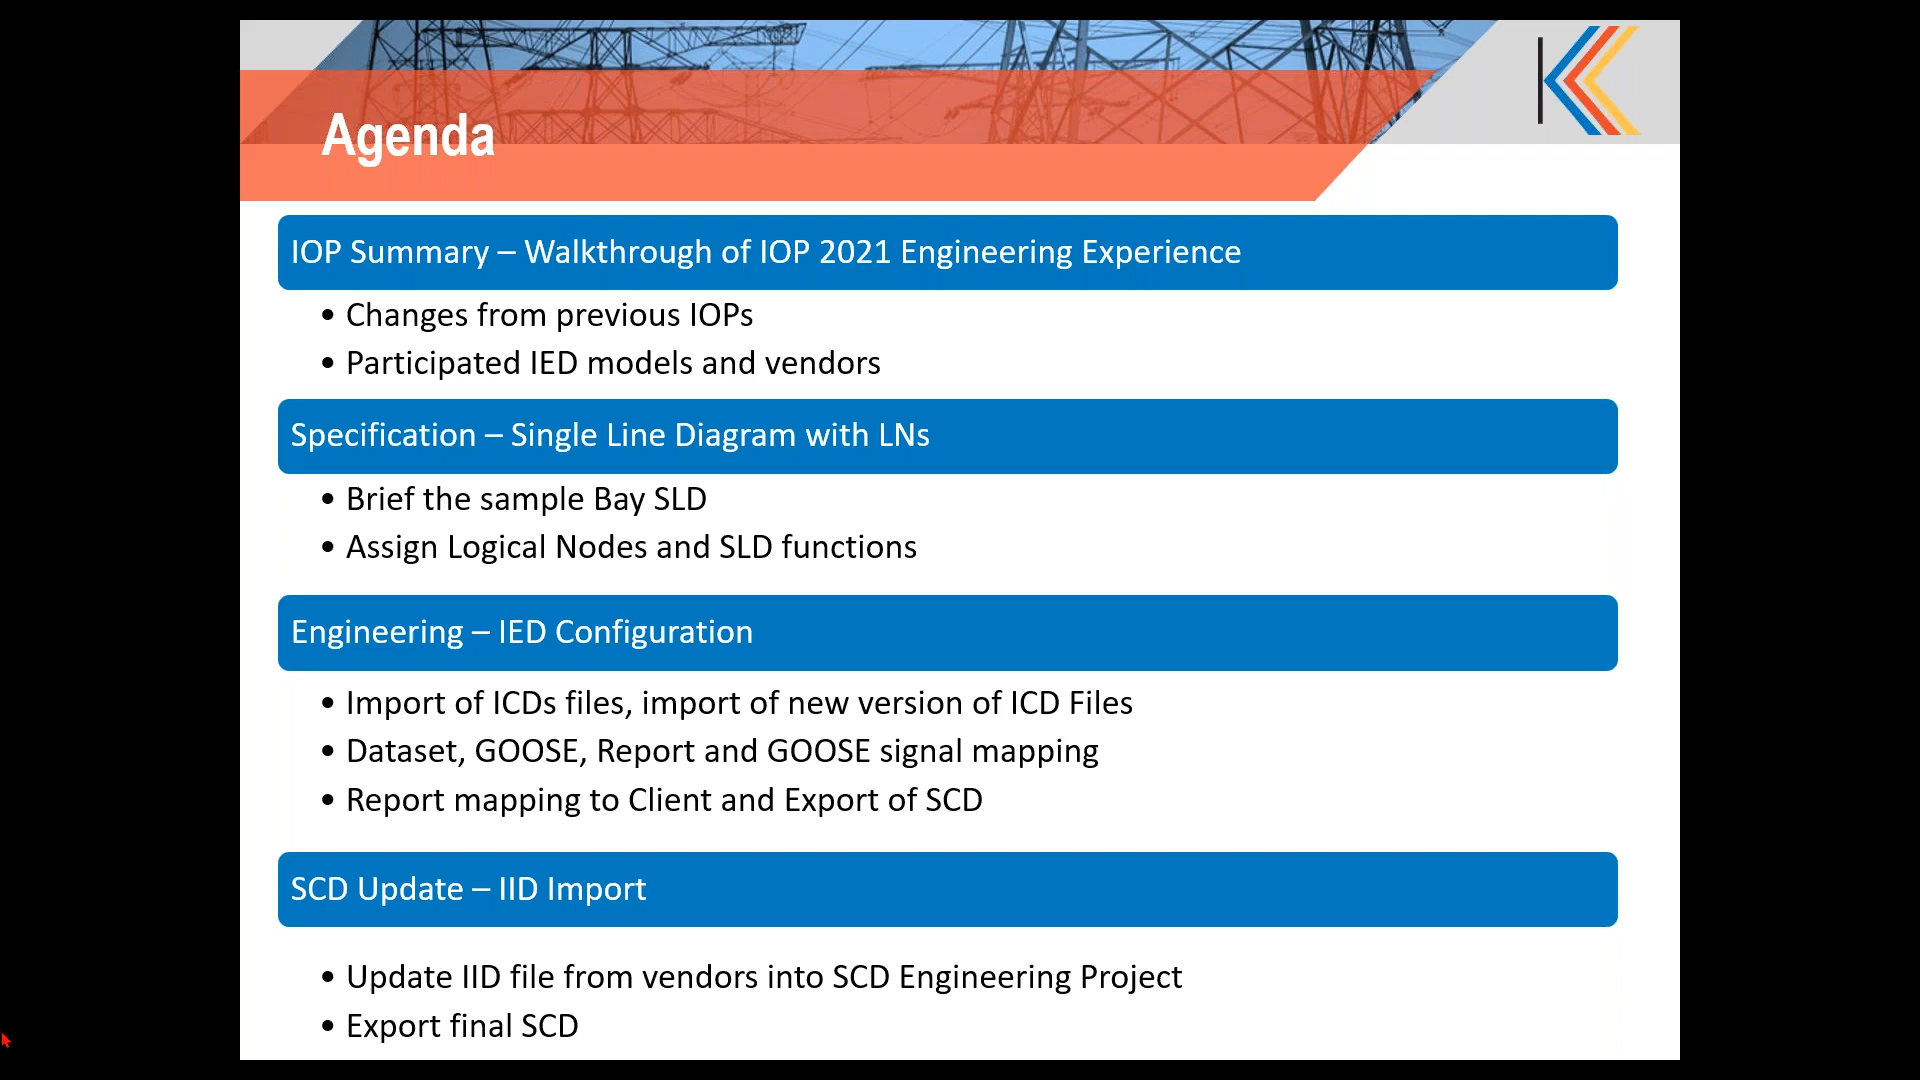 Agenda
IOP Summary – Walkthrough of IOP 2021 Engineering Experience
• Changes from previous IOPs
• Participated IED models and vendors
Specification – Single Line Diagram with LNs
• Brief the sample Bay SLD
• Assign Logical Nodes and SLD functions
Engineering – IED Configuration
• Import of ICDs files, import of new version of ICD Files
• Dataset, GOOSE, Report and GOOSE signal mapping
• Report mapping to Client and Export of SCD
SCD Update – IID Import
• Update IID file from vendors into SCD Engineering Project
• Export final SCD